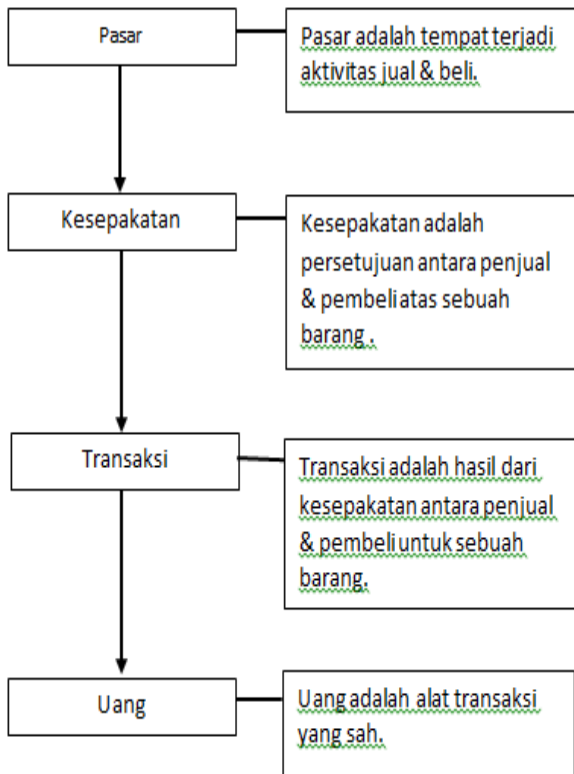 Pasar
Pasar adalah tempat terjadi
aktivitas jual & beli.
Kesepakatan
Kesepakatan adalah
persetujuan antara penjual
& pembeli atas sebuah
barang .
Transaksi
Transaksi adalah hasil dari
kesepakatan antara penjual
& pembeli untuk sebuah
barang.
Uang
Uang adalah alat transaksi
yang sah.